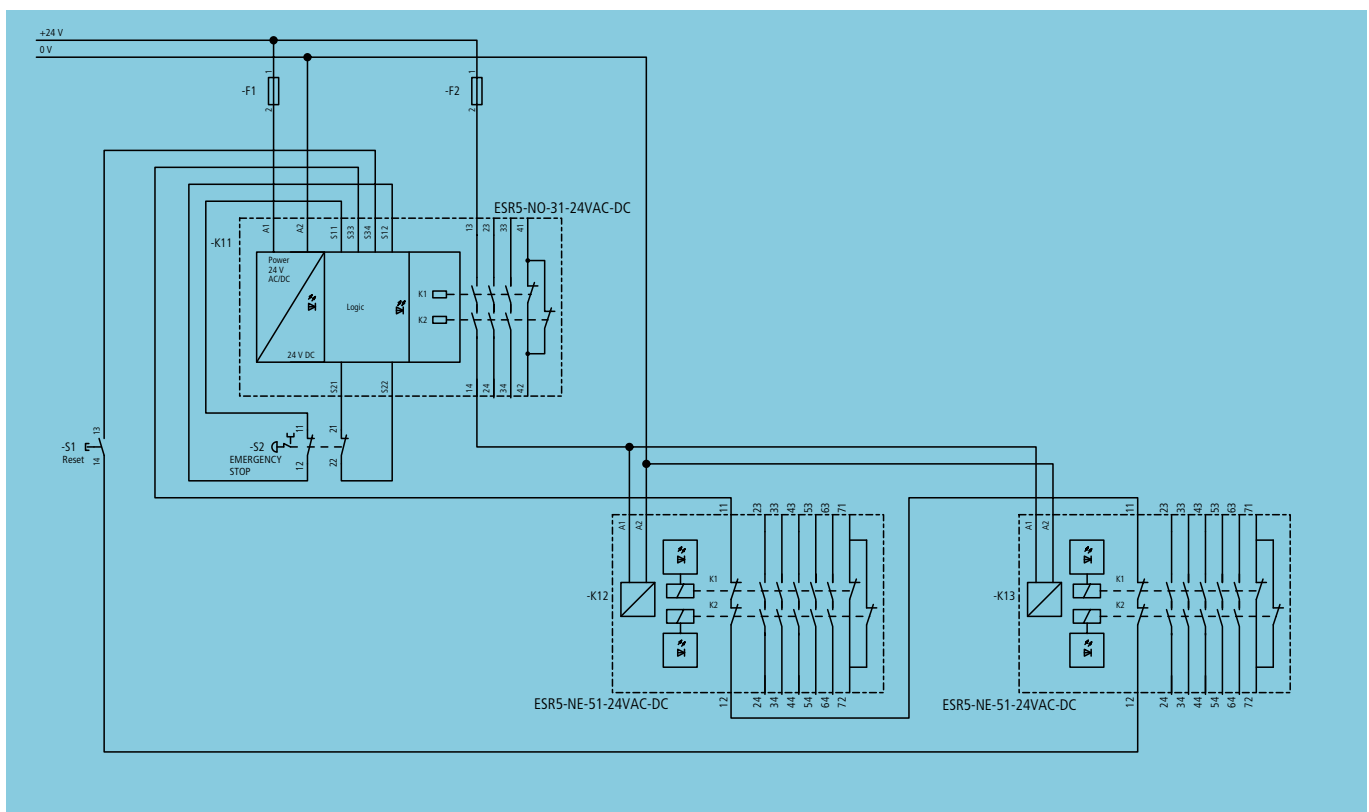 +24 V
0 V
-F1
1
2
-F2
1
2
ESR5-NO-31-24VAC-DC
-K11
A1
A2
S11
S33
S34
S12
13
23
33
41
Power
24 V
AC/DC
Logic
K1
K2
24 V DC
S21
S22
14
24
34
42
-S1
Reset
13
14
-S2
EMERGENCY
STOP
11
12
21
22
A1
A2
11
23
33
43
53
63
71
-K12
K1
K2
12
24
34
44
54
64
72
ESR5-NE-51-24VAC-DC
A1
A2
11
23
33
43
53
63
71
-K13
K1
K2
12
24
34
44
54
64
72
ESR5-NE-51-24VAC-DC